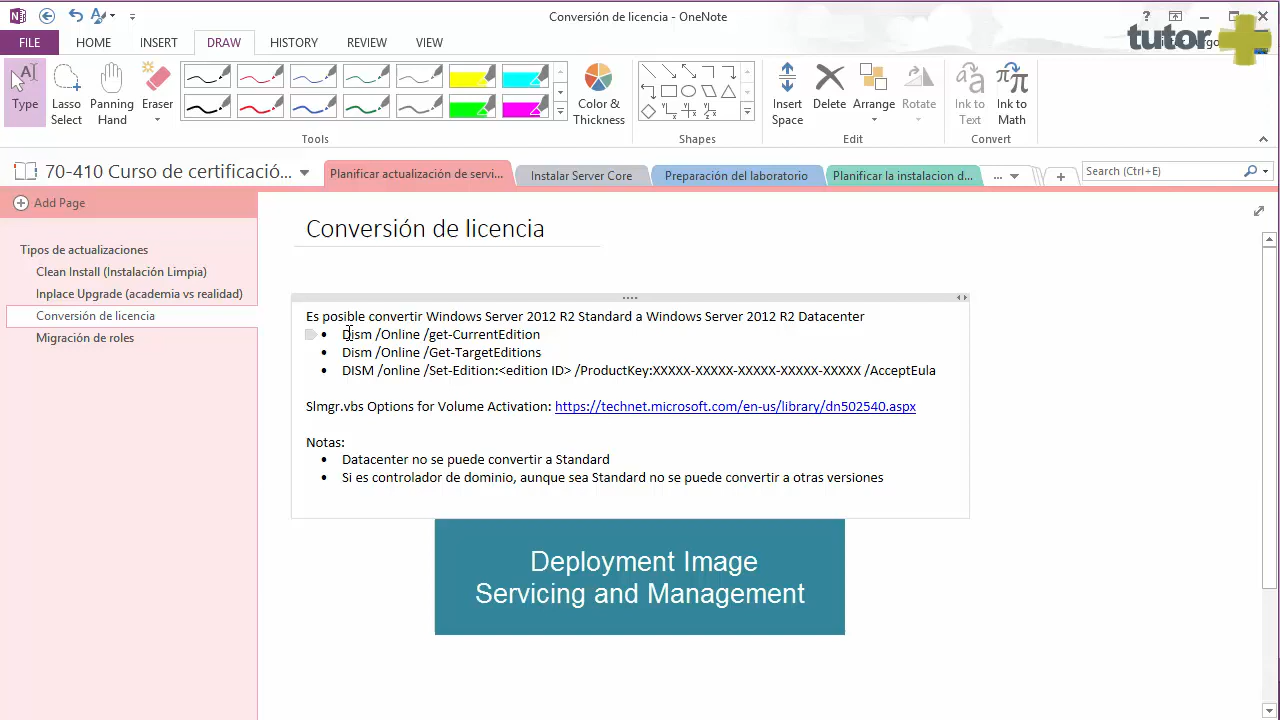 Conversión de licencia - OneNote
?
tutor
FILE
HOME
INSERT
DRAW
HISTORY
REVIEW
VIEW
Type
Lasso
Select
Panning
Hand
Eraser
Color &
Thickness
Insert
Space
Delete
Arrange
Rotate
Ink to
Text
Ink to
Math
Tools
Shapes
Edit
Convert
70-410 Curso de certificació...
Planificar actualización de servi...
Instalar Server Core
Preparación del laboratorio
Planificar la instalacion d...
...
Search (Ctrl+E)
Add Page
Tipos de actualizaciones
Clean Install (Instalación Limpia)
Inplace Upgrade (academia vs realidad)
Conversión de licencia
Migración de roles
Conversión de licencia
Es posible convertir Windows Server 2012 R2 Standard a Windows Server 2012 R2 Datacenter
• Dism /Online /get-CurrentEdition
• Dism /Online /Get-TargetEditions
• DISM /online /Set-Edition:<edition ID> /ProductKey:XXXXX-XXXXX-XXXXX-XXXXX-XXXXX /AcceptEula
Slmgr.vbs Options for Volume Activation: https://technet.microsoft.com/en-us/library/dn502540.aspx
Notas:
• Datacenter no se puede convertir a Standard
• Si es controlador de dominio, aunque sea Standard no se puede convertir a otras versiones
Deployment Image
Servicing and Management